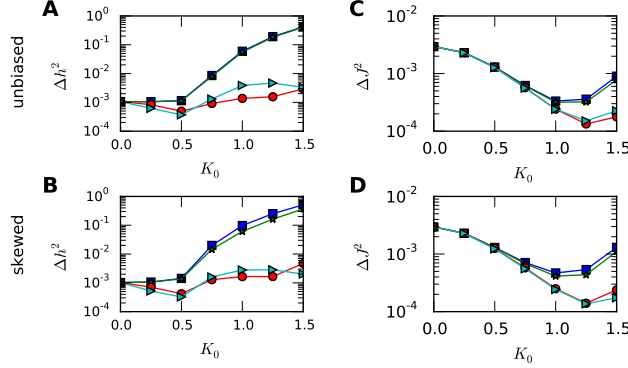 A
unbiased
Δh²
10⁰
10⁻¹
10⁻²
10⁻³
10⁻⁴
0.0 0.5 1.0 1.5
K₀
C
ΔJ²
10⁻²
10⁻³
10⁻⁴
0.0 0.5 1.0 1.5
K₀
B
skewed
Δh²
10⁰
10⁻¹
10⁻²
10⁻³
10⁻⁴
0.0 0.5 1.0 1.5
K₀
D
ΔJ²
10⁻²
10⁻³
10⁻⁴
0.0 0.5 1.0 1.5
K₀